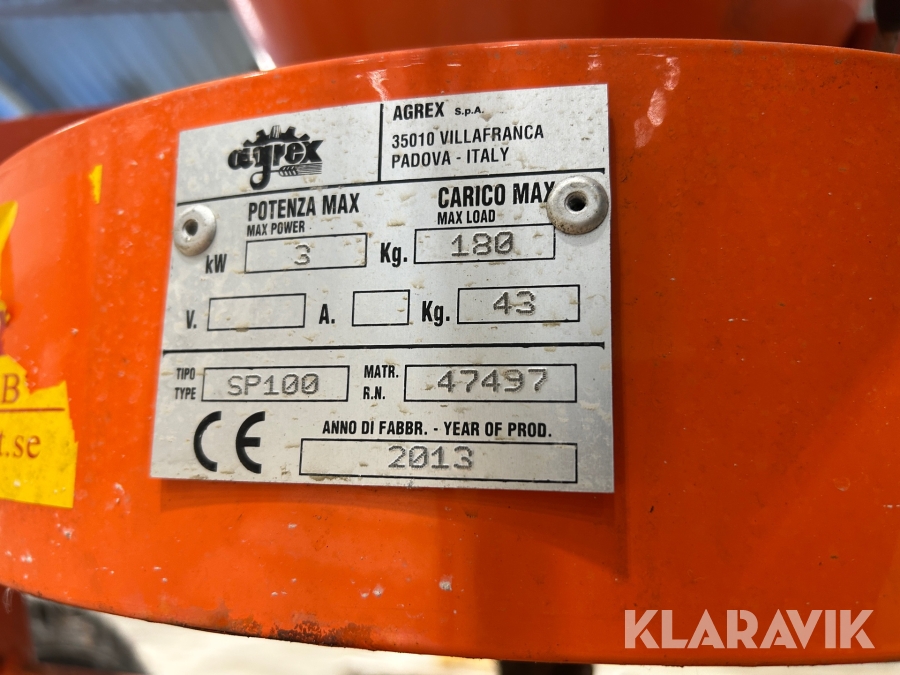 agrex
AGREX S.p.A.
35010 VILLAFRANCA
PADOVA - ITALY
POTENZA MAX
MAX POWER
CARICO MAX
MAX LOAD
kW 3 Kg. 180
V. A. Kg. 43
TIPO
TYPE SP100
MATR.
R.N. 47497
CE
ANNO DI FABBR. - YEAR OF PROD.
2013
B
t.se
KLARAVIK